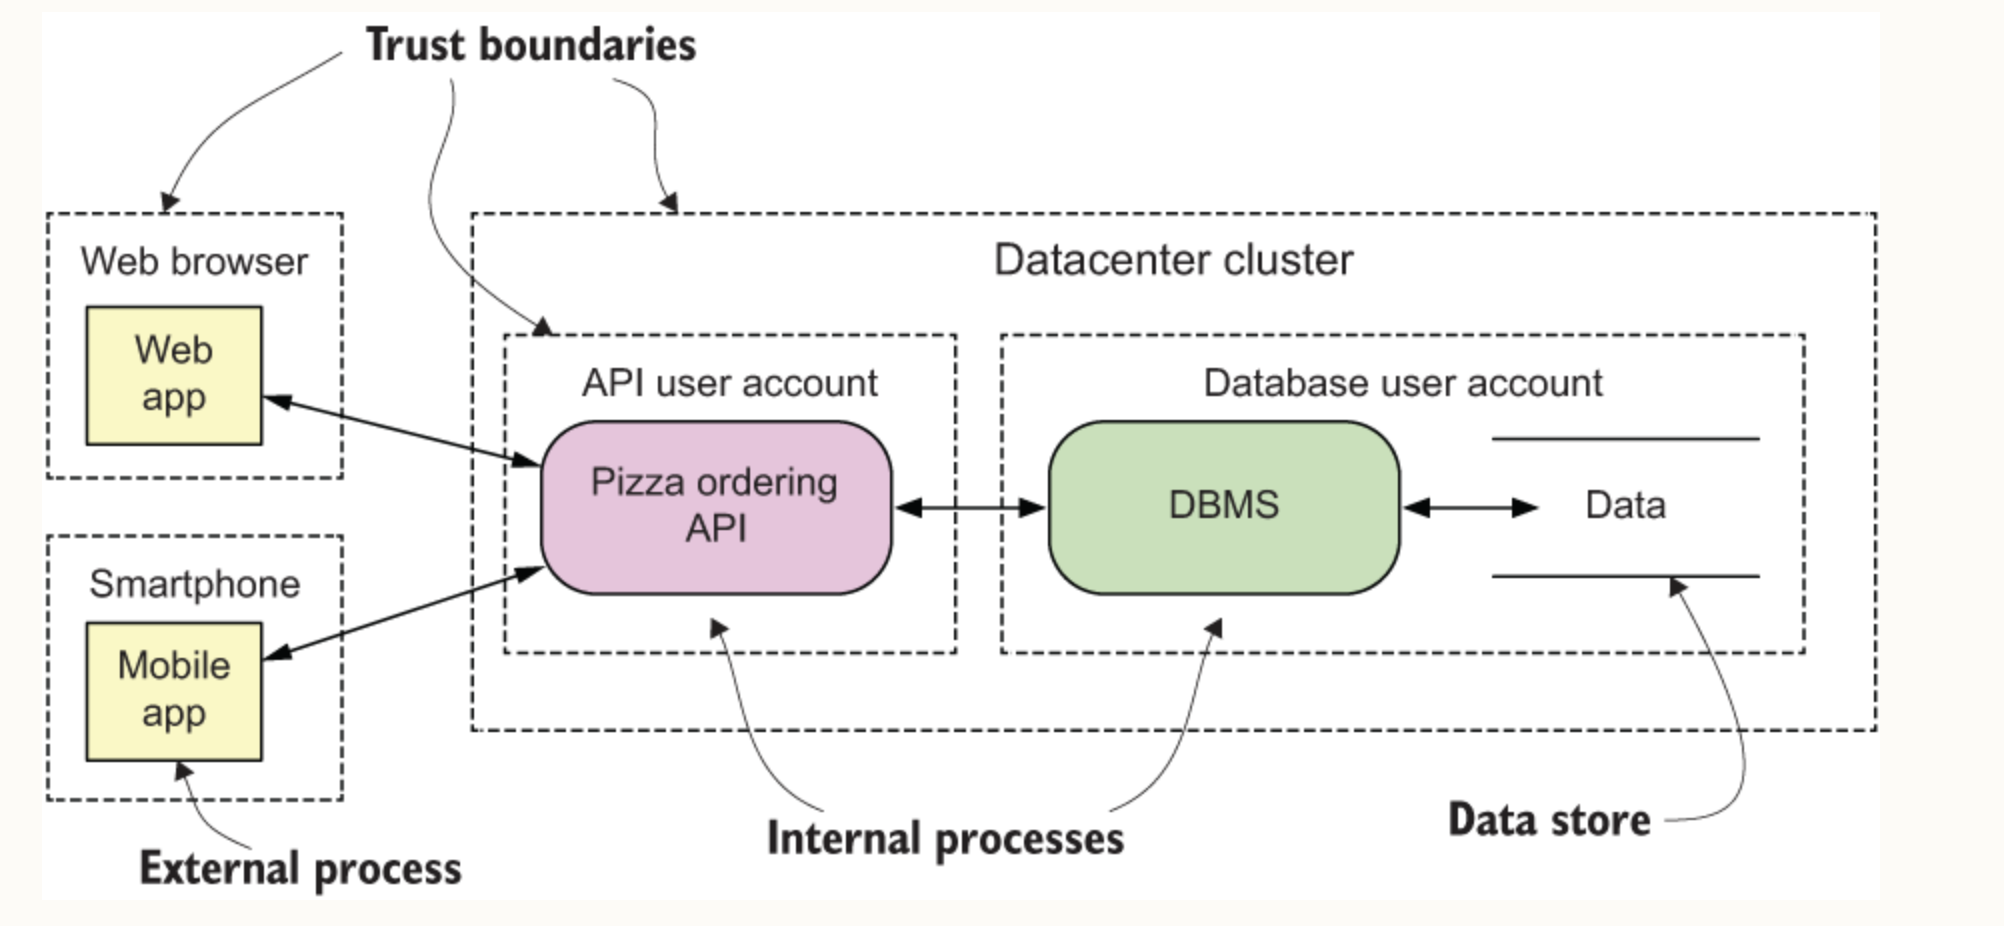 Trust boundaries
Web browser
Web
app
Datacenter cluster
API user account
Pizza ordering
API
Database user account
DBMS
Data
Smartphone
Mobile
app
External process
Internal processes
Data store